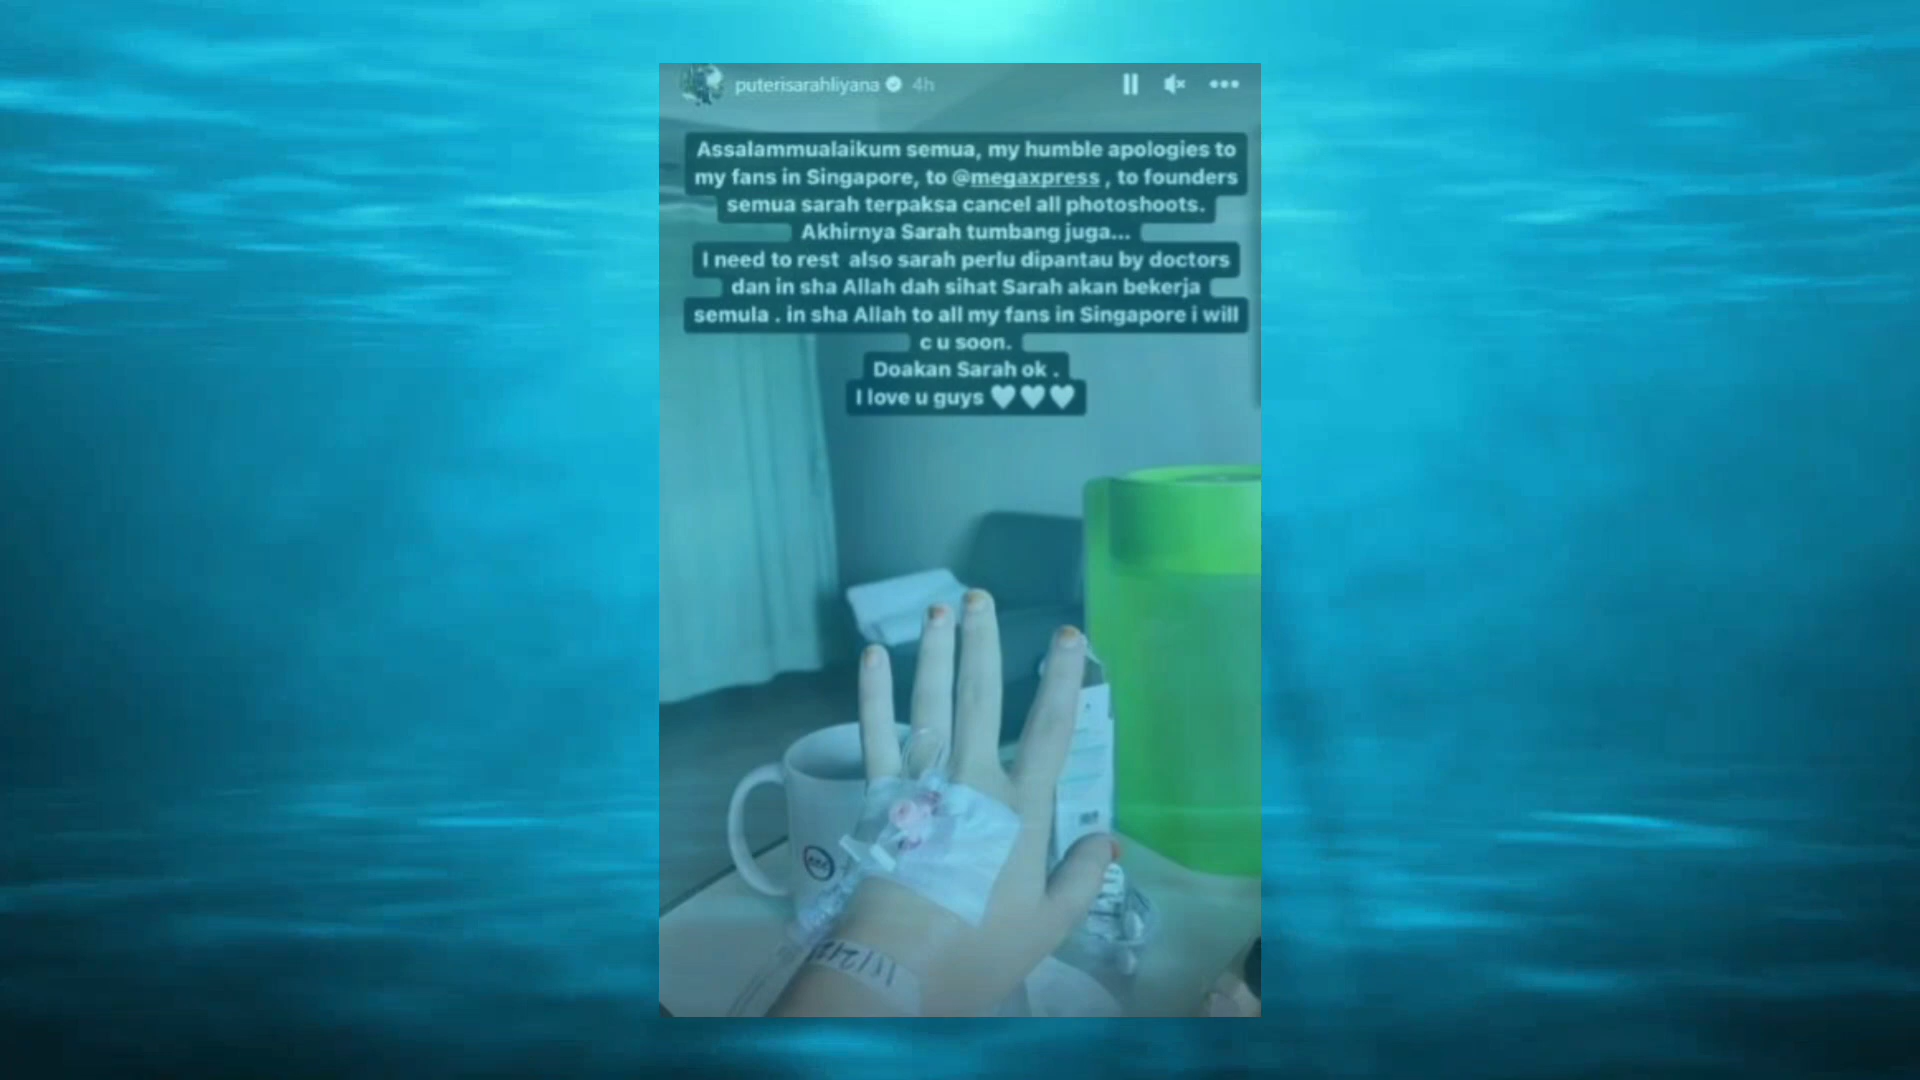 puterisarahliyana 4h
Assalammualaikum semua, my humble apologies to
my fans in Singapore, to @megaxpress , to founders
semua sarah terpaksa cancel all photoshoots.
Akhirnya Sarah tumbang juga...
I need to rest also sarah perlu dipantau by doctors
dan in sha Allah dah sihat Sarah akan bekerja
semula . in sha Allah to all my fans in Singapore i will
c u soon.
Doakan Sarah ok .
I love u guys 🤍🤍🤍